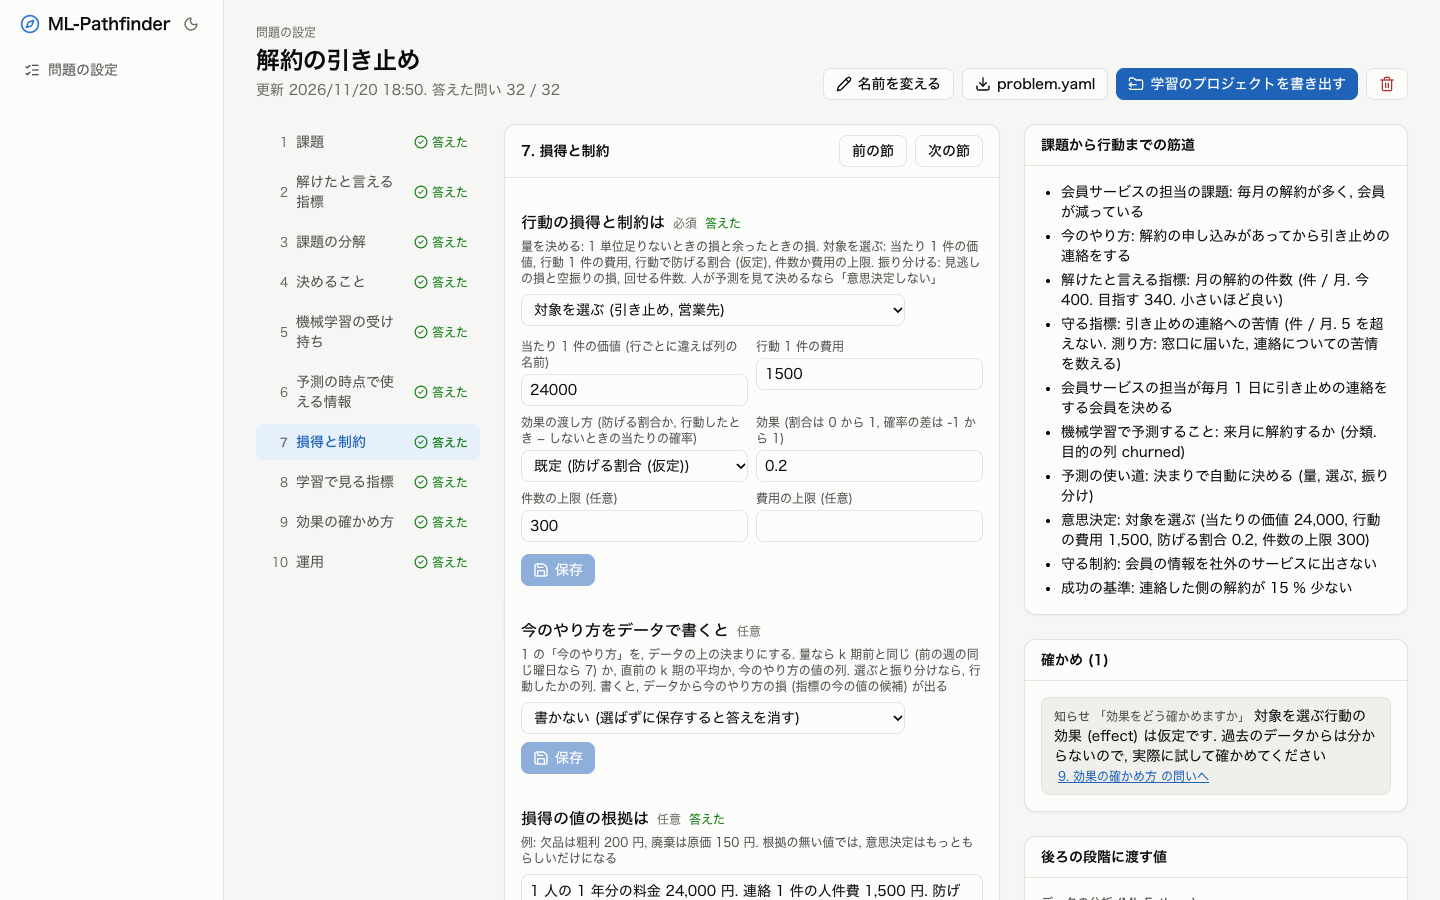 ML-Pathfinder
問題の設定
問題の設定
解約の引き止め
更新 2026/11/20 18:50. 答えた問い 32 / 32
名前を変える
problem.yaml
学習のプロジェクトを書き出す
1 課題 答えた
2 解けたと言える
指標 答えた
3 課題の分解 答えた
4 決めること 答えた
5 機械学習の受け
持ち 答えた
6 予測の時点で使
える情報 答えた
7 損得と制約 答えた
8 学習で見る指標 答えた
9 効果の確かめ方 答えた
10 運用 答えた
7. 損得と制約
前の節
次の節
行動の損得と制約は 必須 答えた
量を決める: 1 単位足りないときの損と余ったときの損. 対象を選ぶ: 当たり 1 件の価
値, 行動 1 件の費用, 行動で防げる割合 (仮定), 件数か費用の上限. 振り分ける: 見逃し
の損と空振りの損, 回せる件数. 人が予測を見て決めるなら「意思決定しない」
対象を選ぶ (引き止め, 営業先)
当たり 1 件の価値 (行ごとに違えば列の
名前)
24000
行動 1 件の費用
1500
効果の渡し方 (防げる割合か, 行動したと
き − しないときの当たりの確率)
既定 (防げる割合 (仮定))
効果 (割合は 0 から 1, 確率の差は -1 か
ら 1)
0.2
件数の上限 (任意)
300
費用の上限 (任意)
保存
今のやり方をデータで書くと 任意
1 の「今のやり方」を, データの上の決まりにする. 量なら k 期前と同じ (前の週の同
じ曜日なら 7) か, 直前の k 期の平均か, 今のやり方の値の列. 選ぶと振り分けなら, 行
動したかの列. 書くと, データから今のやり方の損 (指標の今の値の候補) が出る
書かない (選ばずに保存すると答えを消す)
保存
損得の値の根拠は 任意 答えた
例: 欠品は粗利 200 円, 廃棄は原価 150 円. 根拠の無い値では, 意思決定はもっとも
らしいだけになる
1 人の 1 年分の料金 24,000 円. 連絡 1 件の人件費 1,500 円. 防げ
課題から行動までの筋道
• 会員サービスの担当の課題: 毎月の解約が多く, 会員
が減っている
• 今のやり方: 解約の申し込みがあってから引き止めの
連絡をする
• 解けたと言える指標: 月の解約の件数 (件 / 月. 今
400. 目指す 340. 小さいほど良い)
• 守る指標: 引き止めの連絡への苦情 (件 / 月. 5 を超
えない. 測り方: 窓口に届いた, 連絡についての苦情
を数える)
• 会員サービスの担当が毎月 1 日に引き止めの連絡を
する会員を決める
• 機械学習で予測すること: 来月に解約するか (分類.
目的の列 churned)
• 予測の使い道: 決まりで自動に決める (量, 選ぶ, 振り
分け)
• 意思決定: 対象を選ぶ (当たりの価値 24,000, 行動
の費用 1,500, 防げる割合 0.2, 件数の上限 300)
• 守る制約: 会員の情報を社外のサービスに出さない
• 成功の基準: 連絡した側の解約が 15 % 少ない
確かめ (1)
知らせ 「効果をどう確かめますか」 対象を選ぶ行動の
効果 (effect) は仮定です. 過去のデータからは分か
らないので, 実際に試して確かめてください
9. 効果の確かめ方 の問いへ
後ろの段階に渡す値